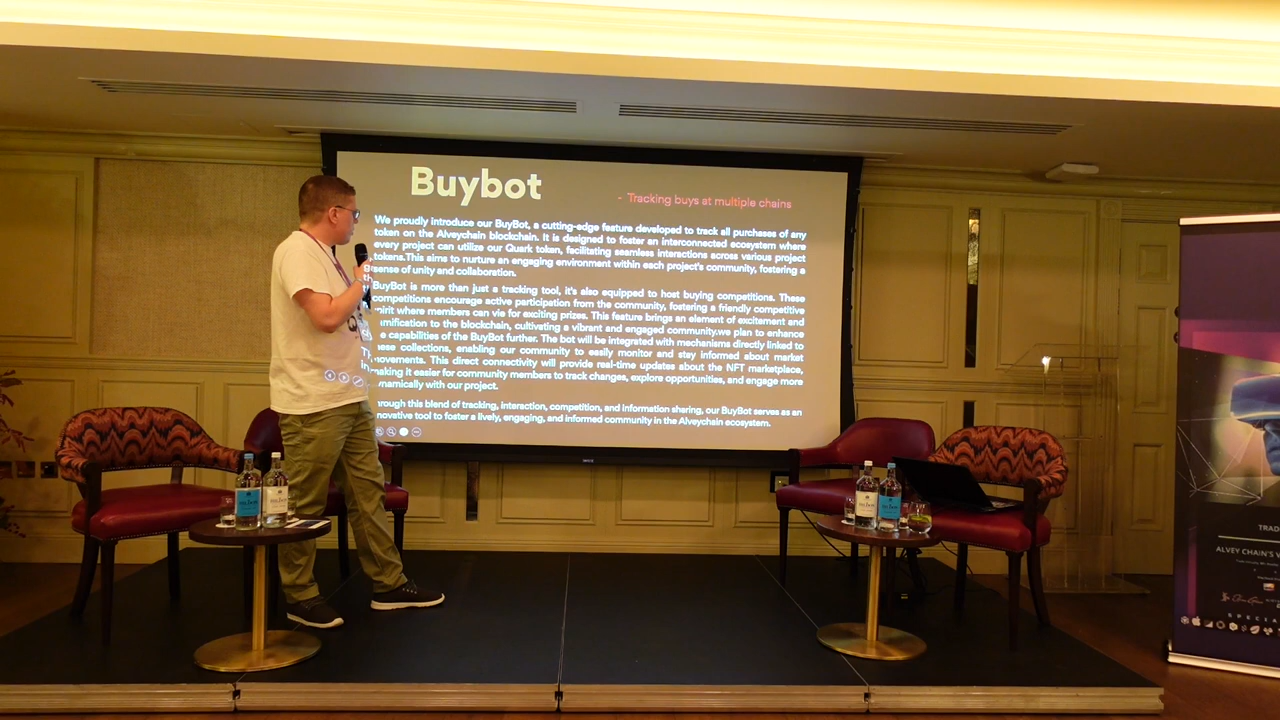 Buybot
- Tracking buys at multiple chains
We proudly introduce our BuyBot, a cutting-edge feature developed to track all purchases of any
token on the Alveychain blockchain. It is designed to foster an interconnected ecosystem where
every project can utilize our Quark token, facilitating seamless interactions across various project
tokens.This aims to nurture an engaging environment within each project's community, fostering a
sense of unity and collaboration.
BuyBot is more than just a tracking tool, it's also equipped to host buying competitions. These
competitions encourage active participation from the community, fostering a friendly competitive
spirit where members can vie for exciting prizes. This feature brings an element of excitement and
mification to the blockchain, cultivating a vibrant and engaged community.we plan to enhance
e capabilities of the BuyBot further. The bot will be integrated with mechanisms directly linked to
hese collections, enabling our community to easily monitor and stay informed about market
movements. This direct connectivity will provide real-time updates about the NFT marketplace,
making it easier for community members to track changes, explore opportunities, and engage more
ynamically with our project.
hrough this blend of tracking, interaction, competition, and information sharing, our BuyBot serves as an
nnovative tool to foster a lively, engaging, and informed community in the Alveychain ecosystem.
TRAD
ALVEY CHAIN'S
SPECIA